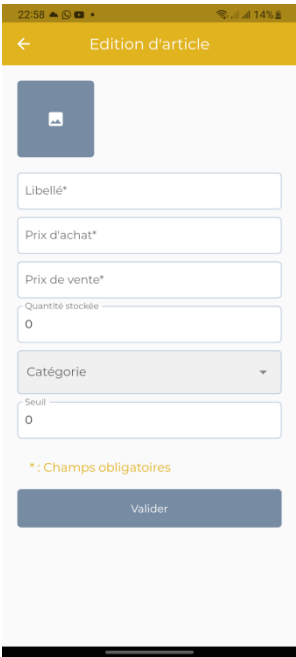 22:58 14%
Edition d'article
Libellé*
Prix d'achat*
Prix de vente*
Quantité stockée
0
Catégorie
Seuil
0
* : Champs obligatoires
Valider